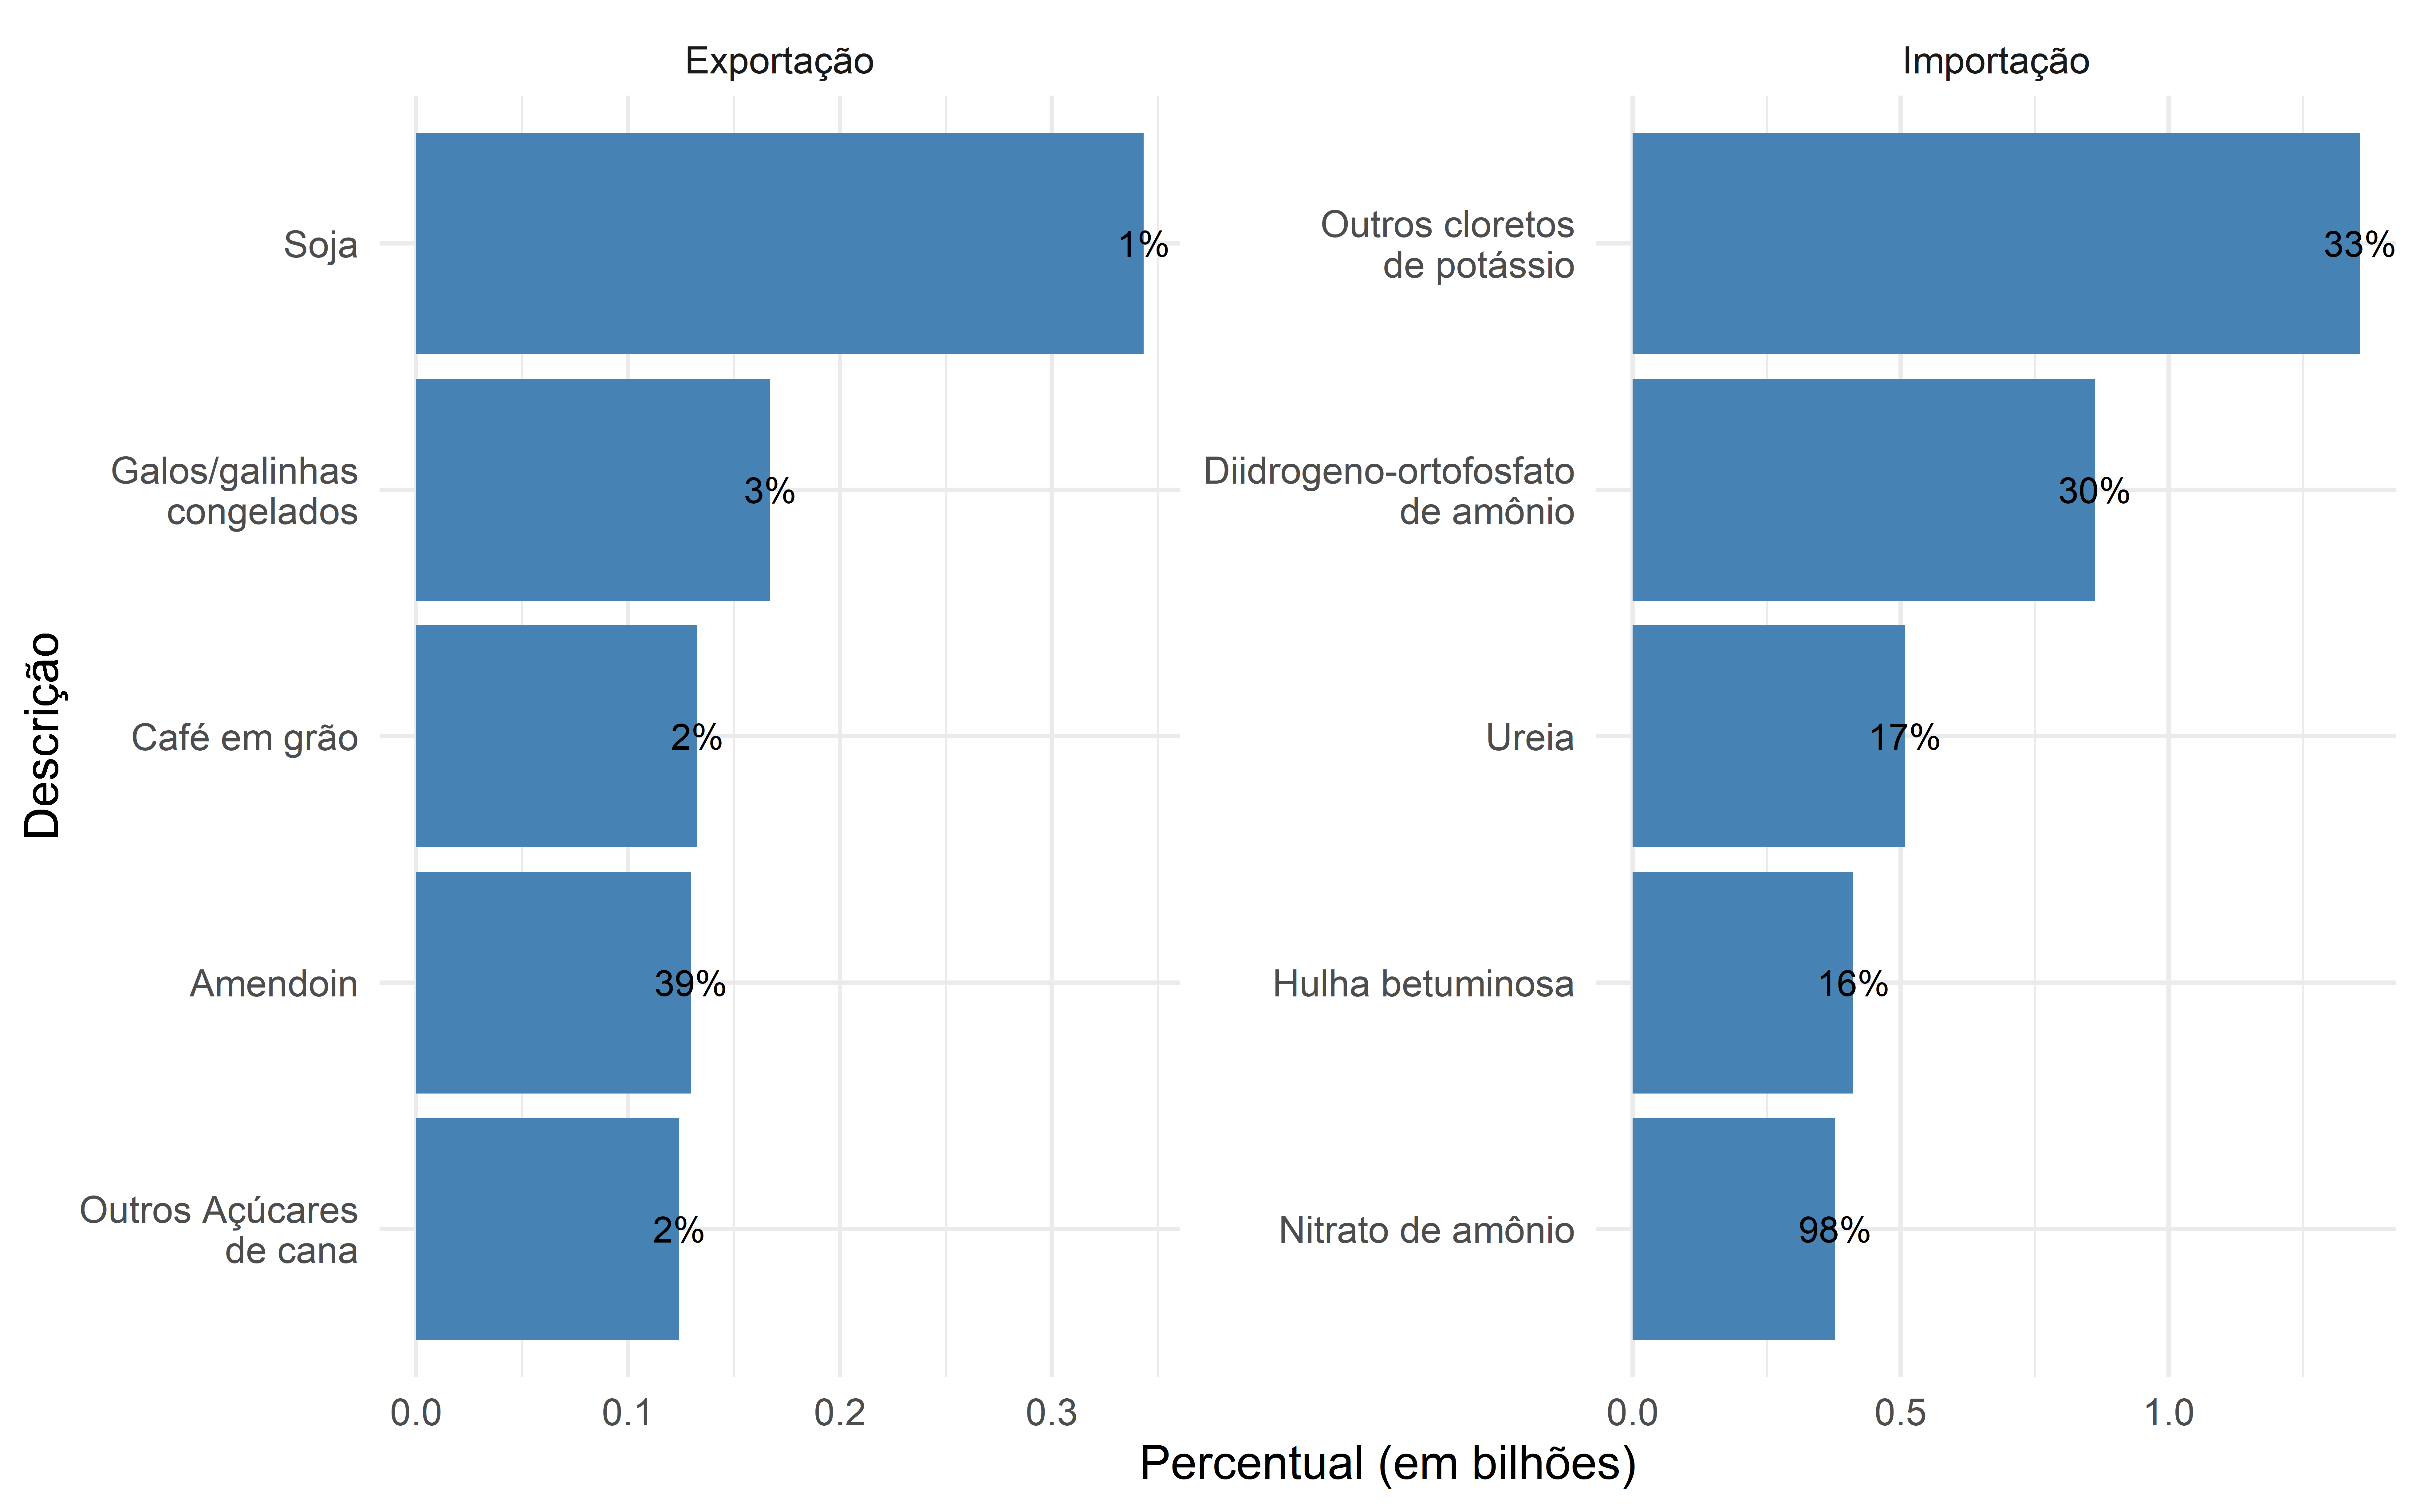 Exportação
Importação
Descrição
Soja
1%
Galos/galinhas
congelados
3%
Café em grão
2%
Amendoin
39%
Outros Açúcares
de cana
2%
0.0
0.1
0.2
0.3
Outros cloretos
de potássio
33%
Diidrogeno-ortofosfato
de amônio
30%
Ureia
17%
Hulha betuminosa
16%
Nitrato de amônio
98%
0.0
0.5
1.0
Percentual (em bilhões)